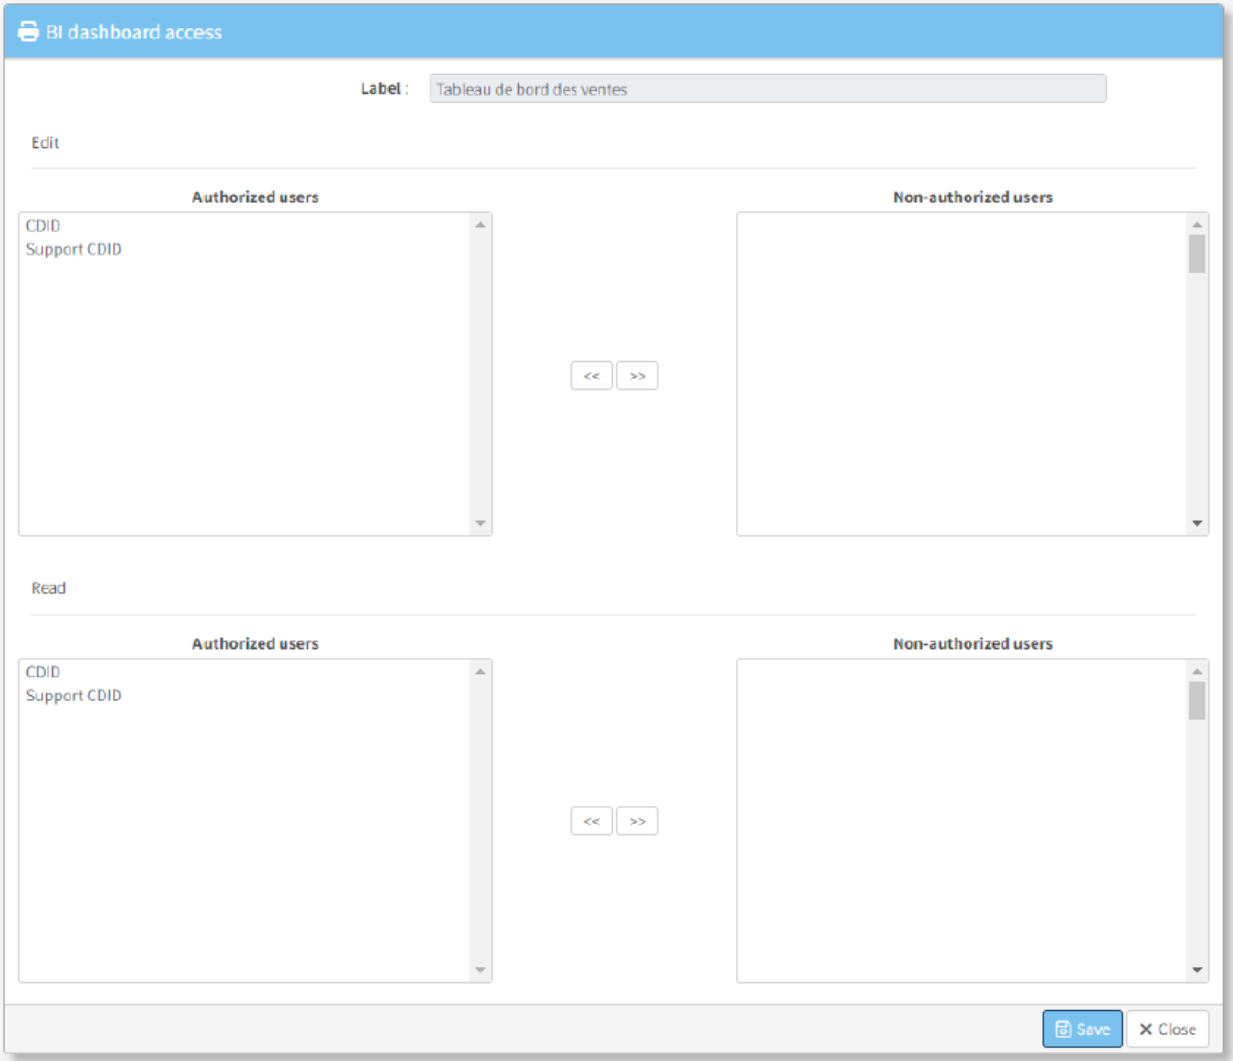 BI dashboard access
Label :
Tableau de bord des ventes
Edit
Authorized users
Non-authorized users
CDID
Support CDID
<< >>
Read
Authorized users
Non-authorized users
CDID
Support CDID
<< >>
Save
Close